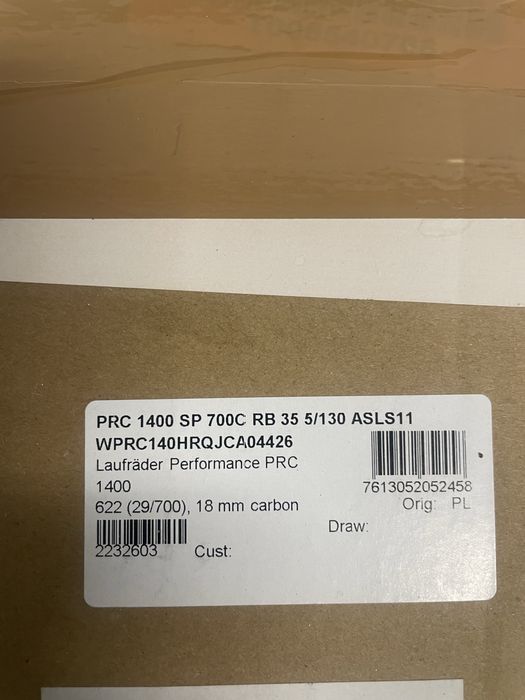 PRC 1400 SP 700C RB 35 5/130 ASLS11
WPRC140HRQJCA04426
Laufräder Performance PRC
1400
7613052052458
622 (29/700), 18 mm carbon
Orig: PL
Draw:
2232603
Cust: